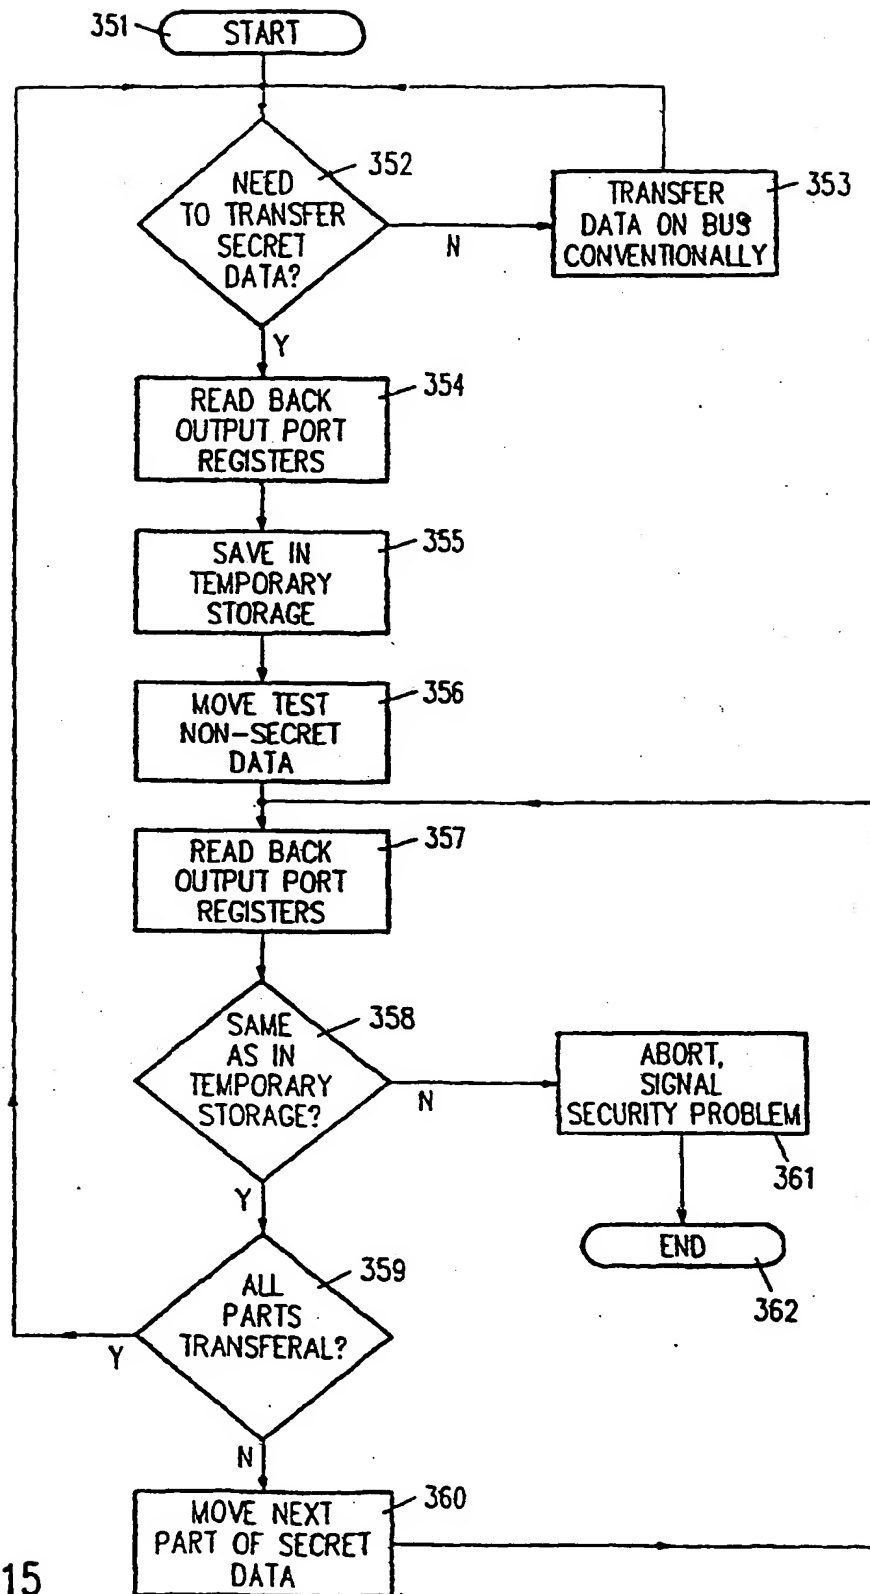 351
START
352
NEED
TO TRANSFER
SECRET
DATA?
N
Y
TRANSFER
DATA ON BUS
CONVENTIONALLY
353
READ BACK
OUTPUT PORT
REGISTERS
354
SAVE IN
TEMPORARY
STORAGE
355
MOVE TEST
NON-SECRET
DATA
356
READ BACK
OUTPUT PORT
REGISTERS
357
SAME
AS IN
TEMPORARY
STORAGE?
358
N
Y
ABORT,
SIGNAL
SECURITY PROBLEM
361
END
362
ALL
PARTS
TRANSFERAL?
359
Y
N
MOVE NEXT
PART OF SECRET
DATA
360
15